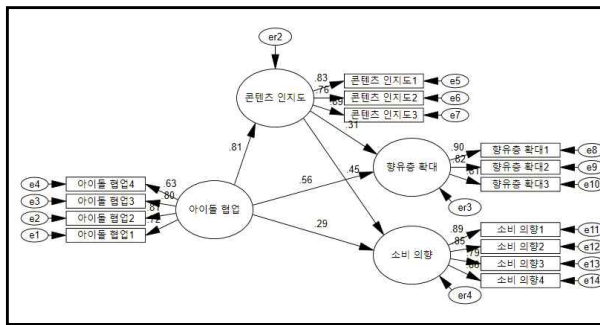 er2
콘텐츠 인지도
.83
콘텐츠 인지도1
e5
.76
콘텐츠 인지도2
e6
.69
콘텐츠 인지도3
e7
.31
.81
.90
향유층 확대1
e8
.82
향유층 확대2
e9
.81
향유층 확대3
e10
향유층 확대
er3
.45
.56
e4
아이돌 협업4
.63
e3
아이돌 협업3
.80
e2
아이돌 협업2
.81
e1
아이돌 협업1
.72
아이돌 협업
.29
소비 의향
.89
소비 의향1
e11
.85
소비 의향2
e12
.79
소비 의향3
e13
소비 의향4
e14
er4